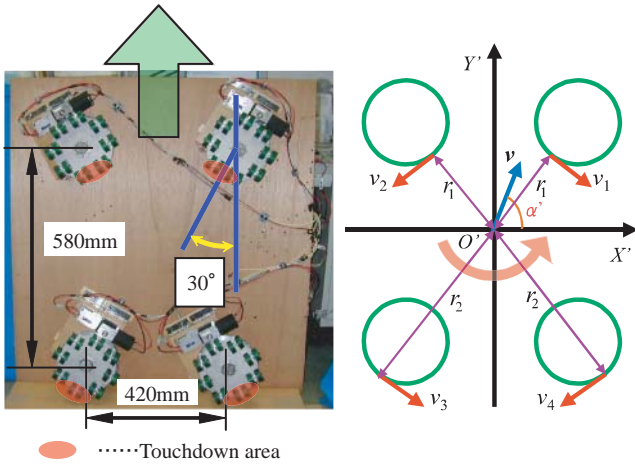 580mm
30°
420mm
······Touchdown area
Y'
v
v₂
r₁
r₁
v₁
α'
O'
X'
r₂
r₂
v₃
v₄